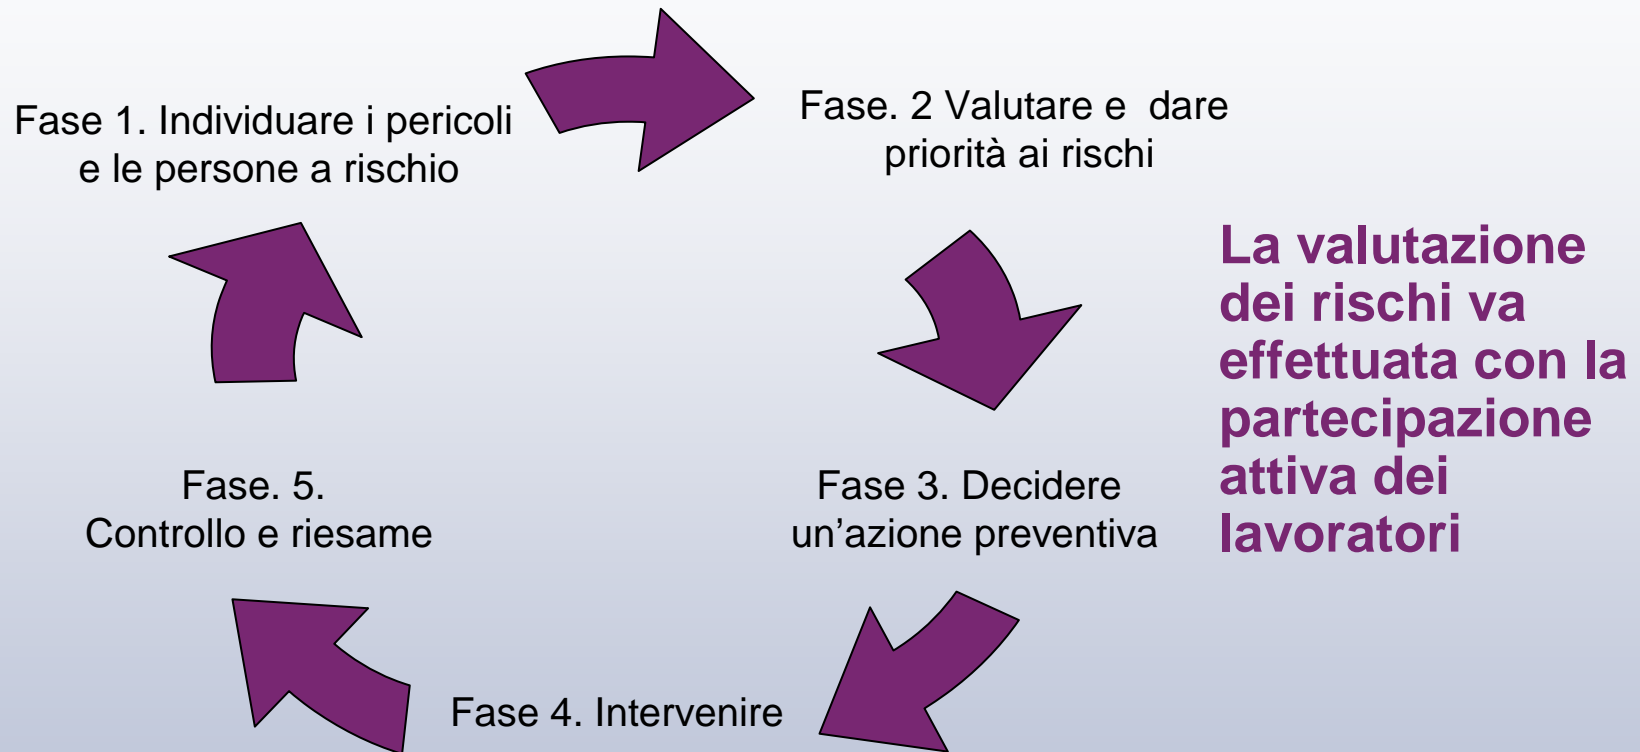 Fase 1. Individuare i pericoli
e le persone a rischio
Fase. 2 Valutare e  dare
priorità ai rischi
La valutazione
dei rischi va
effettuata con la
partecipazione
attiva dei
lavoratori
Fase 3. Decidere
un’azione preventiva
Fase 4. Intervenire
Fase. 5.
Controllo e riesame